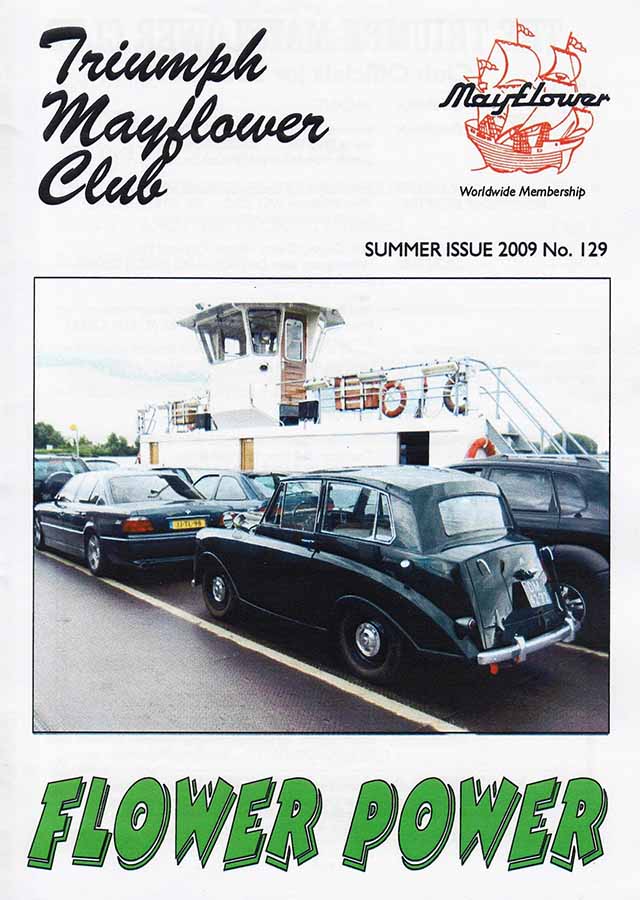 Triumph
Mayflower
Club
Mayflower
Worldwide Membership
SUMMER ISSUE 2009 No. 129
FLOWER POWER